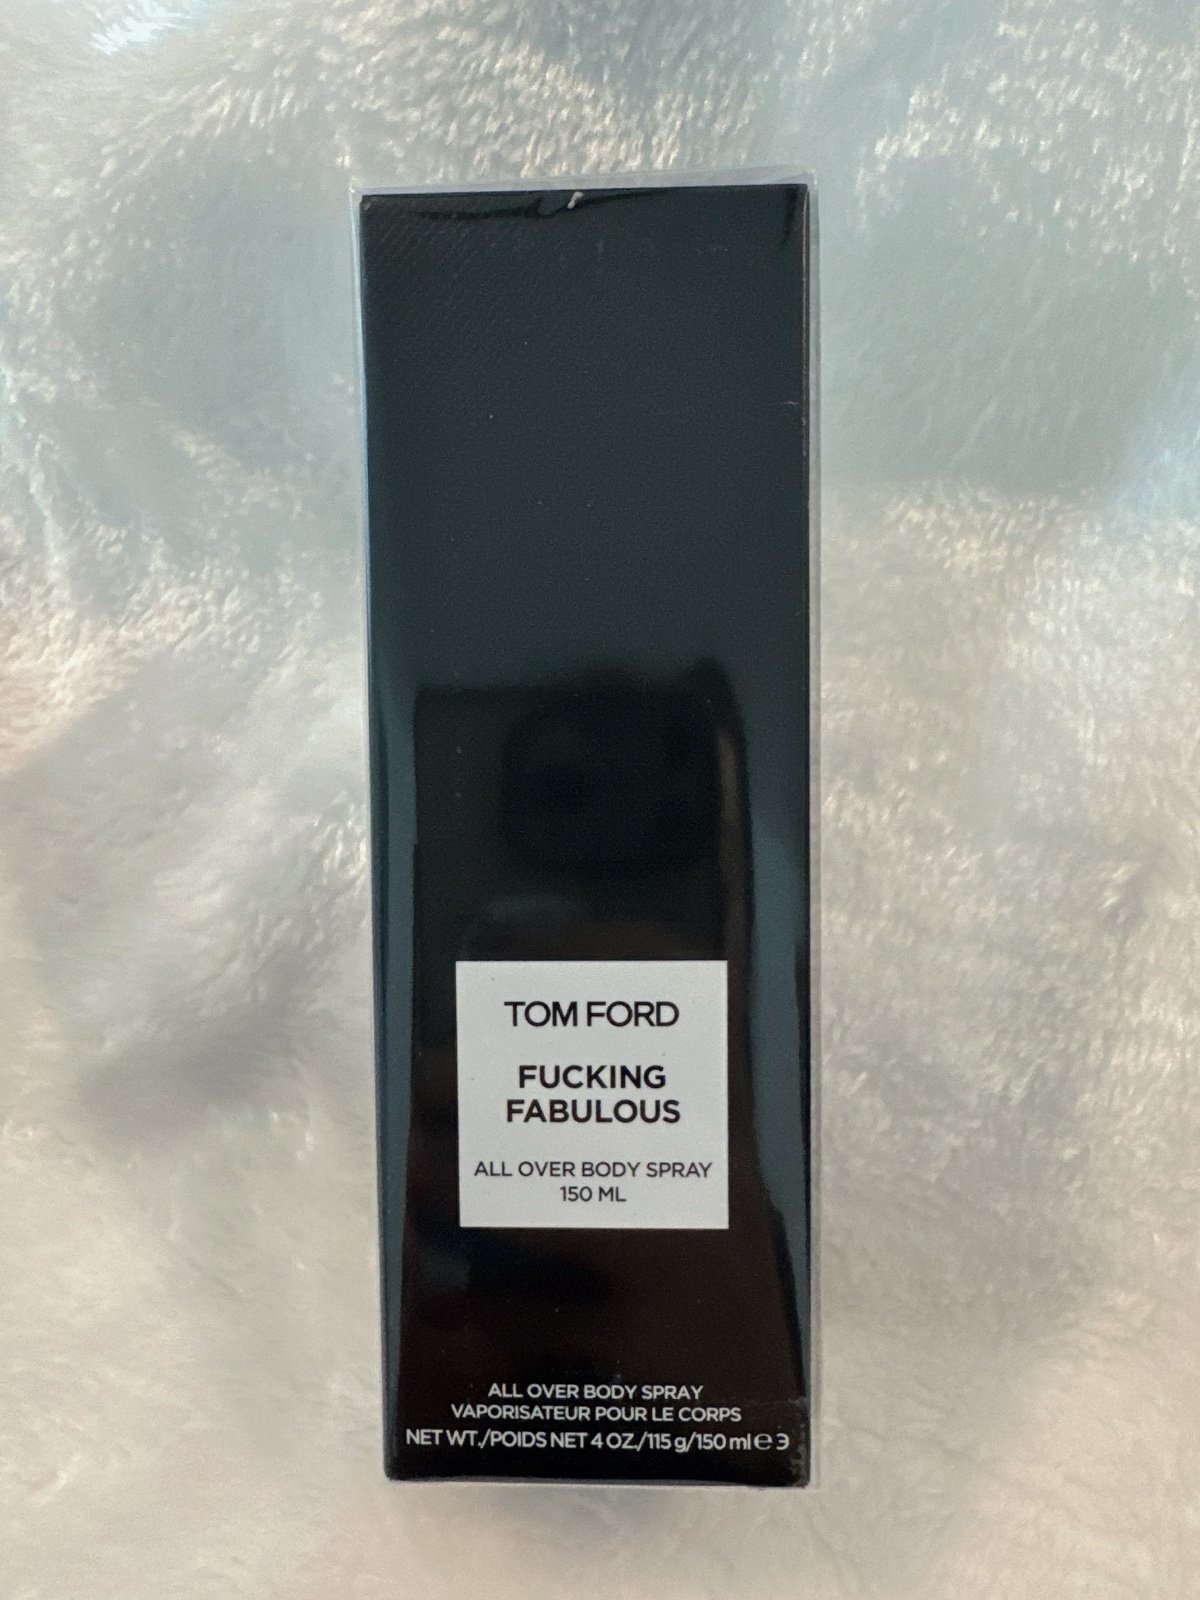 TOM FORD
FUCKING
FABULOUS
ALL OVER BODY SPRAY
150 ML
ALL OVER BODY SPRAY
VAPORISATEUR POUR LE CORPS
NET WT./POIDS NET 4 OZ./115 g/150 ml ℮ ÷